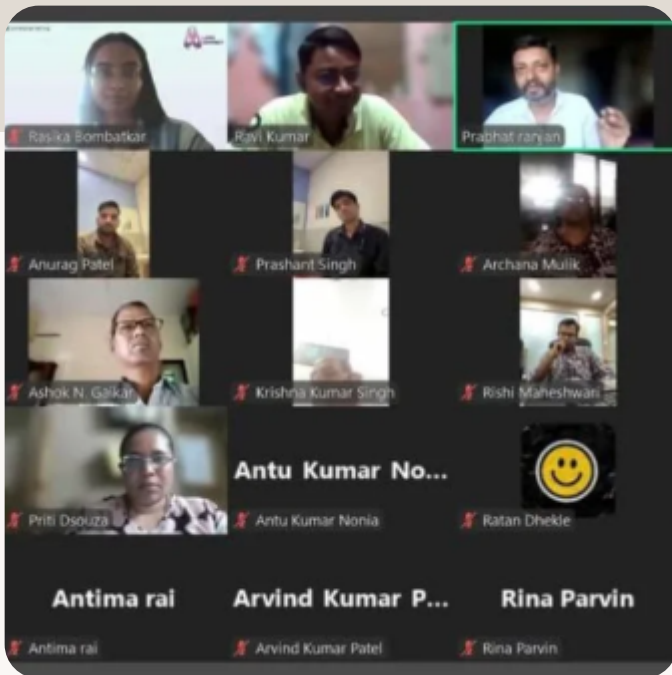 Rasika Bombatkar
Ravi Kumar
Prabhat ranjan
Anurag Patel
Prashant Singh
Archana Mulik
Ashok N. Gaikar
Krishna Kumar Singh
Rishi Maheshwari
Priti Dsouza
Antu Kumar No...
Antu Kumar Nonia
Ratan Dhekle
Antima rai
Arvind Kumar P...
Rina Parvin
Antima rai
Arvind Kumar Patel
Rina Parvin